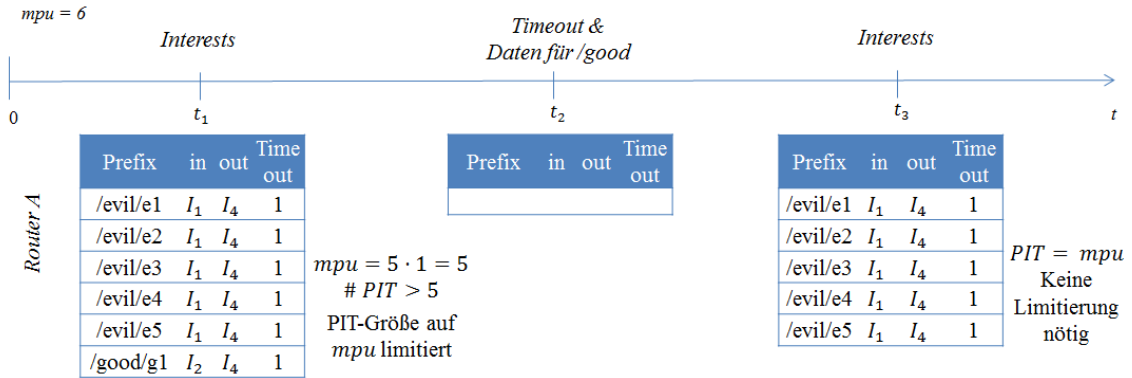 mpu = 6
Interests
Timeout &
Daten für /good
Interests
0
t₁
t₂
t₃
t
Router A
Prefix in out Time out
/evil/e1 I₁ I₄ 1
/evil/e2 I₁ I₄ 1
/evil/e3 I₁ I₄ 1
/evil/e4 I₁ I₄ 1
/evil/e5 I₁ I₄ 1
/good/g1 I₂ I₄ 1
mpu = 5 · 1 = 5
# PIT > 5
PIT-Größe auf
mpu limitiert
Prefix in out Time out
Prefix in out Time out
/evil/e1 I₁ I₄ 1
/evil/e2 I₁ I₄ 1
/evil/e3 I₁ I₄ 1
/evil/e4 I₁ I₄ 1
/evil/e5 I₁ I₄ 1
PIT = mpu
Keine
Limitierung
nötig